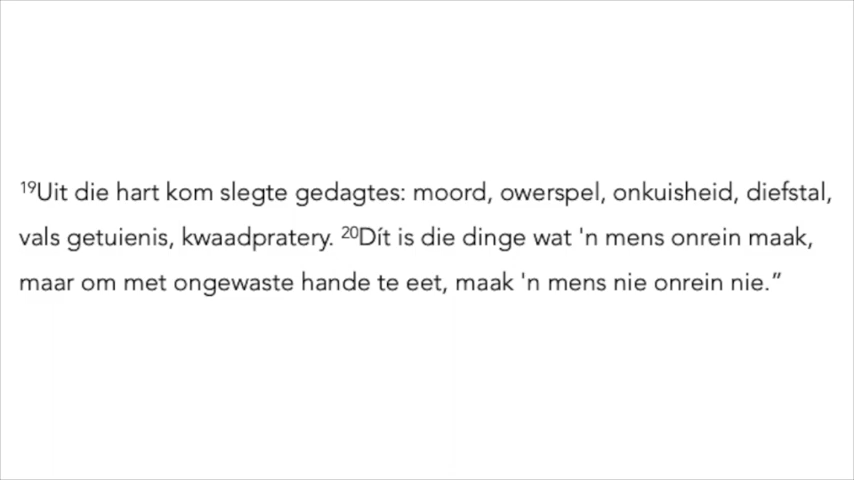 ¹⁹Uit die hart kom slegte gedagtes: moord, owerspel, onkuisheid, diefstal,
vals getuienis, kwaadpratery. ²⁰Dít is die dinge wat 'n mens onrein maak,
maar om met ongewaste hande te eet, maak 'n mens nie onrein nie.”